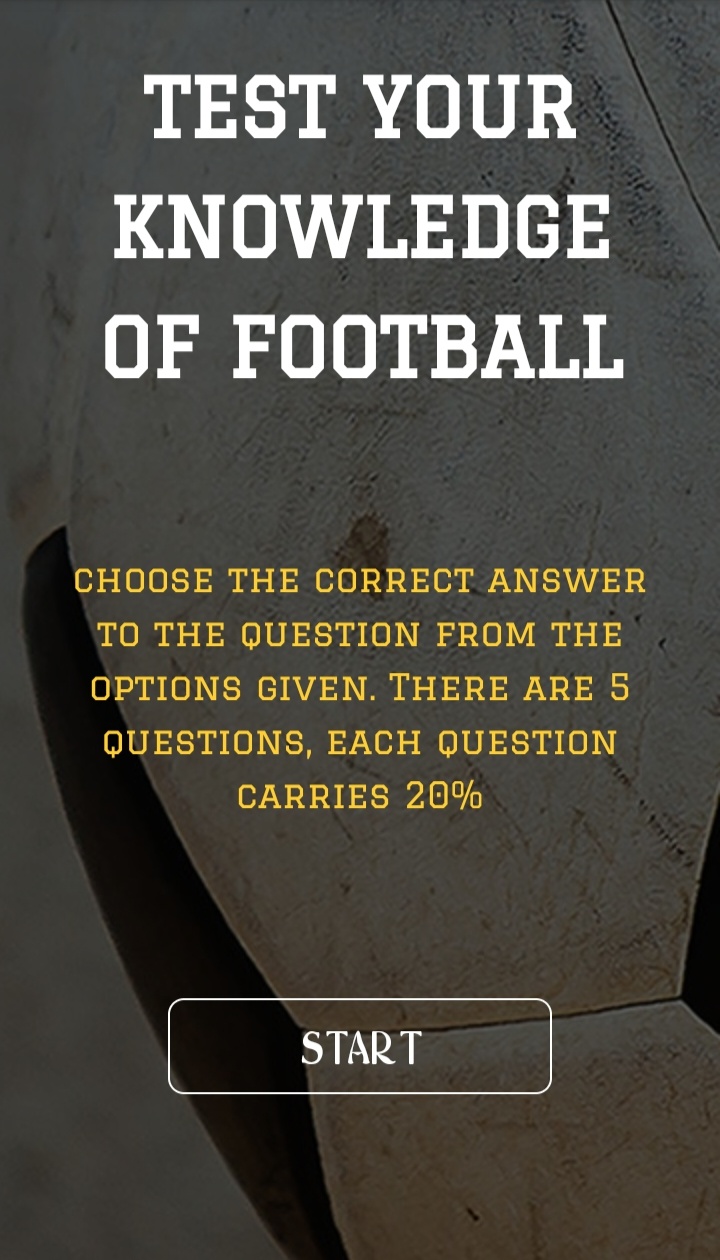 TEST YOUR
KNOWLEDGE
OF FOOTBALL
CHOOSE THE CORRECT ANSWER
TO THE QUESTION FROM THE
OPTIONS GIVEN. THERE ARE 5
QUESTIONS, EACH QUESTION
CARRIES 20%
START